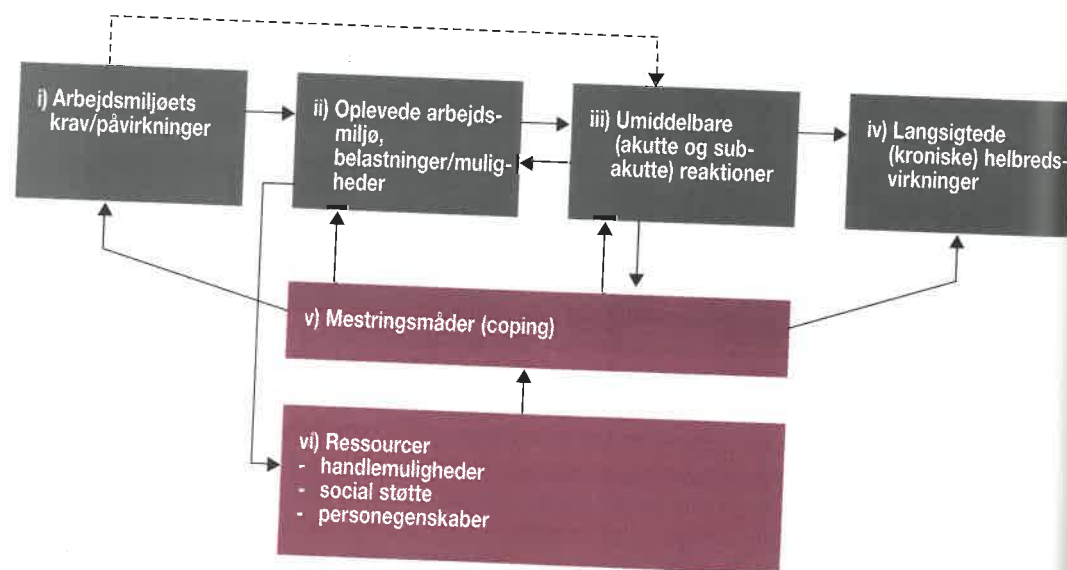 i) Arbejdsmiljøets
krav/påvirkninger
ii) Oplevede arbejds-
miljø,
belastninger/mulig-
heder
iii) Umiddelbare
(akutte og sub-
akutte) reaktioner
iv) Langsigtede
(kroniske) helbreds-
virkninger
v) Mestringsmåder (coping)
vi) Ressourcer
- handlemuligheder
- social støtte
- personegenskaber